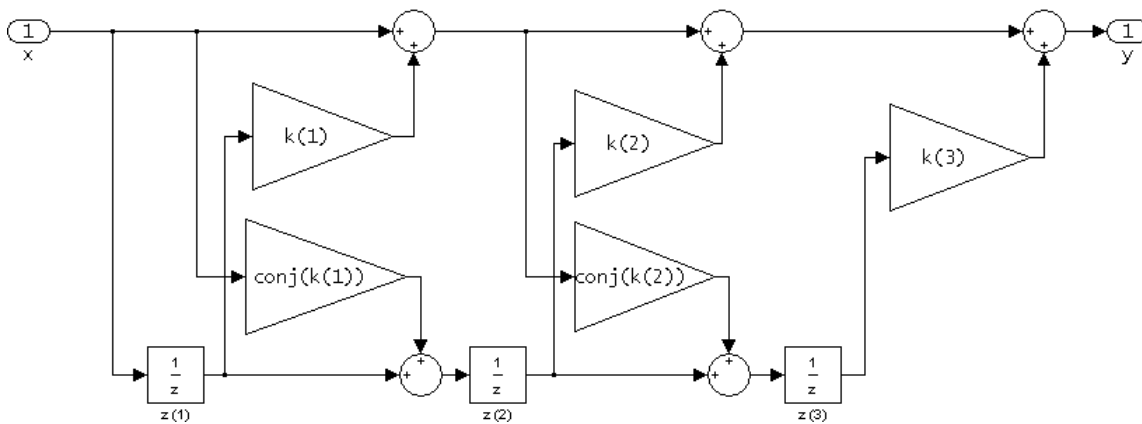 1
x
+
+
+
+
+
+
1
y
k(1)
k(2)
k(3)
conj(k(1))
conj(k(2))
1
z
z(1)
+
+
1
z
z(2)
+
+
1
z
z(3)